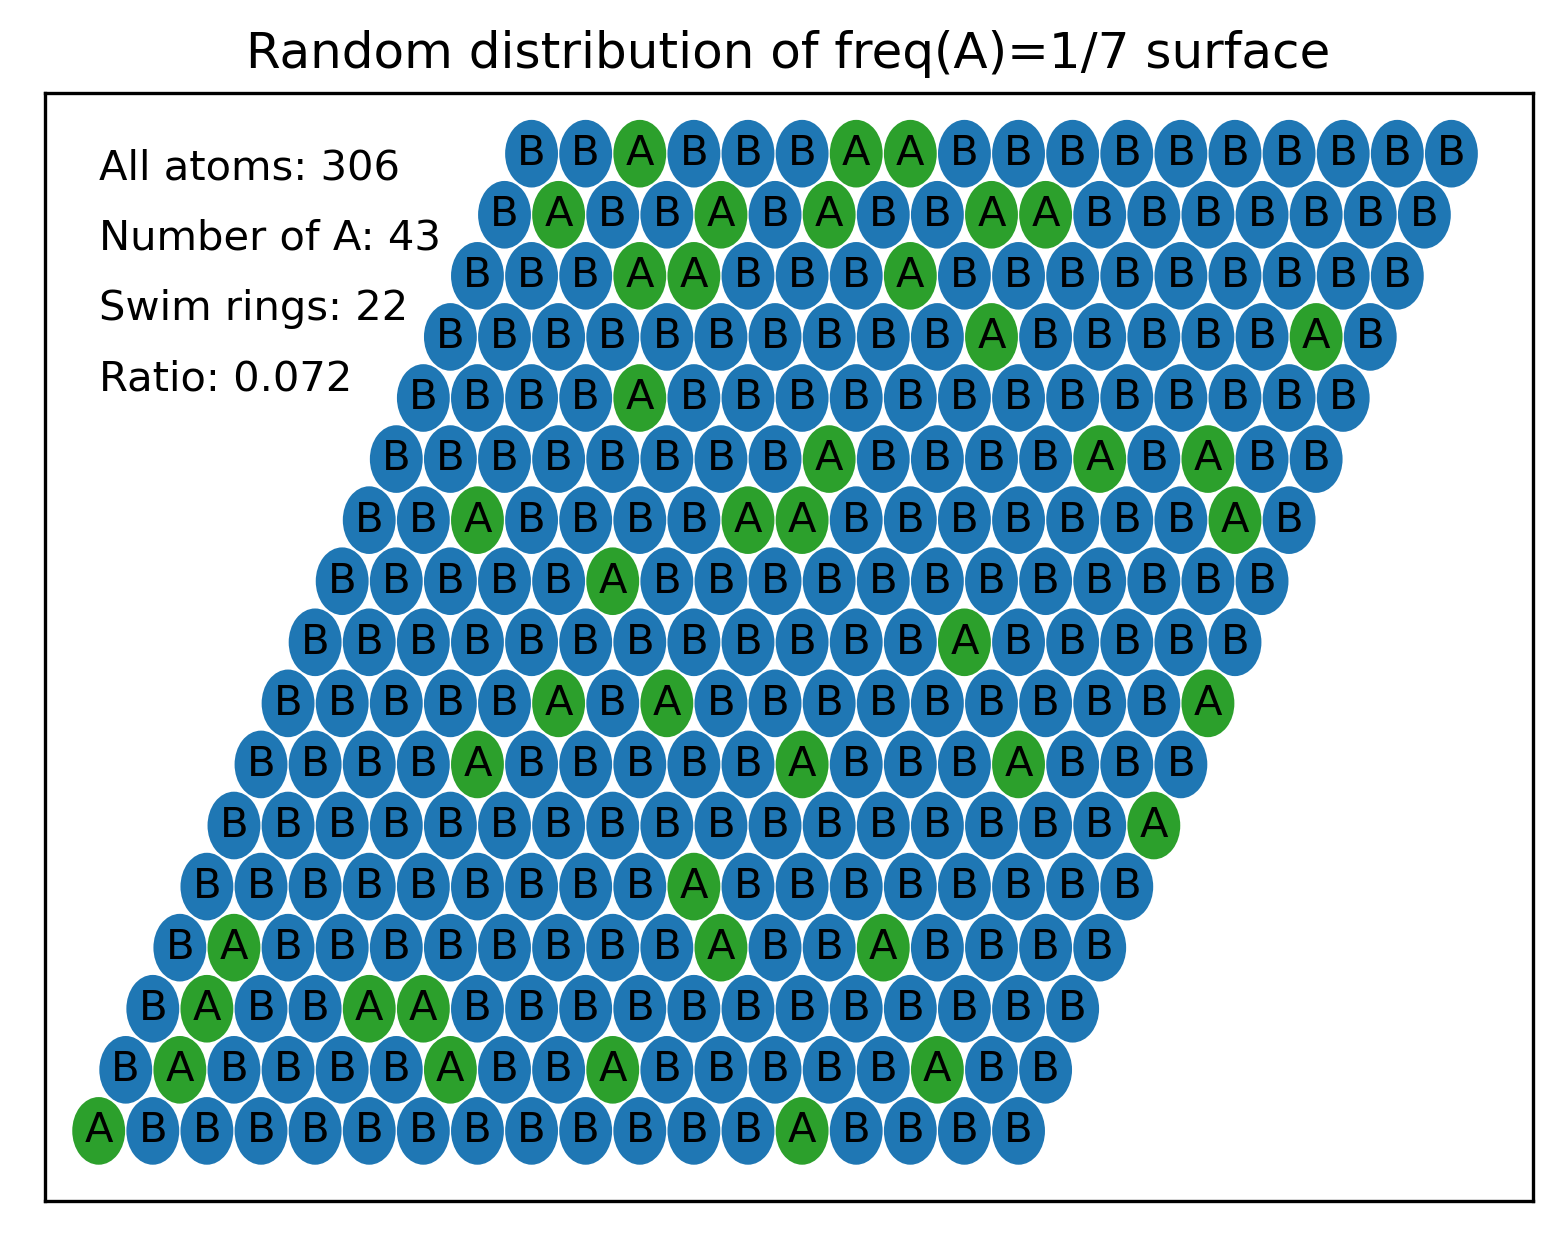 Random distribution of freq(A)=1/7 surface
All atoms: 306
Number of A: 43
Swim rings: 22
Ratio: 0.072
B B A B B B A A B B B B B B B B B B
B A B B A B A B B A A B B B B B B B
B B B A A B B B A B B B B B B B B B
B B B B B B B B B B A B B B B B A B
B B B B A B B B B B B B B B B B B B
B B B B B B B B A B B B B A B A B B
B B A B B B B A A B B B B B B B A B
B B B B B A B B B B B B B B B B B B
B B B B B B B B B B B B A B B B B B
B B B B B A B A B B B B B B B B B A
B B B B A B B B B B A B B B A B B B
B B B B B B B B B B B B B B B B B A
B B B B B B B B B A B B B B B B B B
B A B B B B B B B B A B B A B B B B
B A B B A A B B B B B B B B B B B B
B A B B B B A B B A B B B B B A B B
A B B B B B B B B B B B B A B B B B